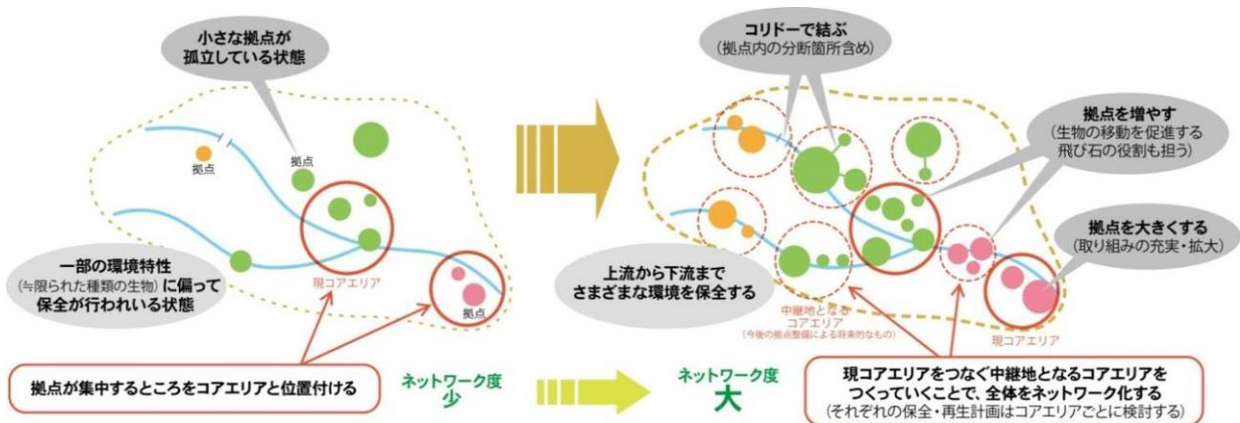 小さな拠点が
孤立している状態
拠点
拠点
一部の環境特性
(≒限られた種類の生物)に偏って
保全が行われいる状態
現コアエリア
拠点
拠点が集中するところをコアエリアと位置付ける
ネットワーク度
少
コリドーで結ぶ
(拠点内の分断箇所含め)
拠点を増やす
(生物の移動を促進する
飛び石の役割も担う)
拠点を大きくする
(取り組みの充実・拡大)
上流から下流まで
さまざまな環境を保全する
中継地となる
コアエリア
(今後の拠点整備による将来的なもの)
現コアエリア
ネットワーク度
大
現コアエリアをつなぐ中継地となるコアエリアを
つくっていくことで、全体をネットワーク化する
(それぞれの保全・再生計画はコアエリアごとに検討する)